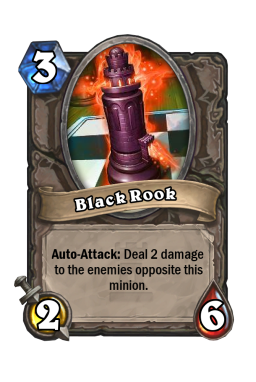 3
Black Rook
Auto-Attack: Deal 2 damage
to the enemies opposite this
minion.
2
6